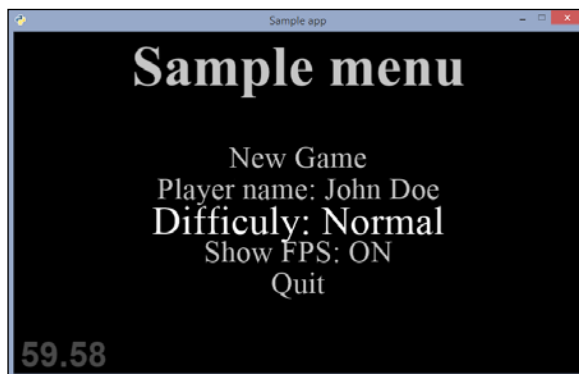 Sample app
Sample menu
New Game
Player name: John Doe
Difficuly: Normal
Show FPS: ON
Quit
59.58